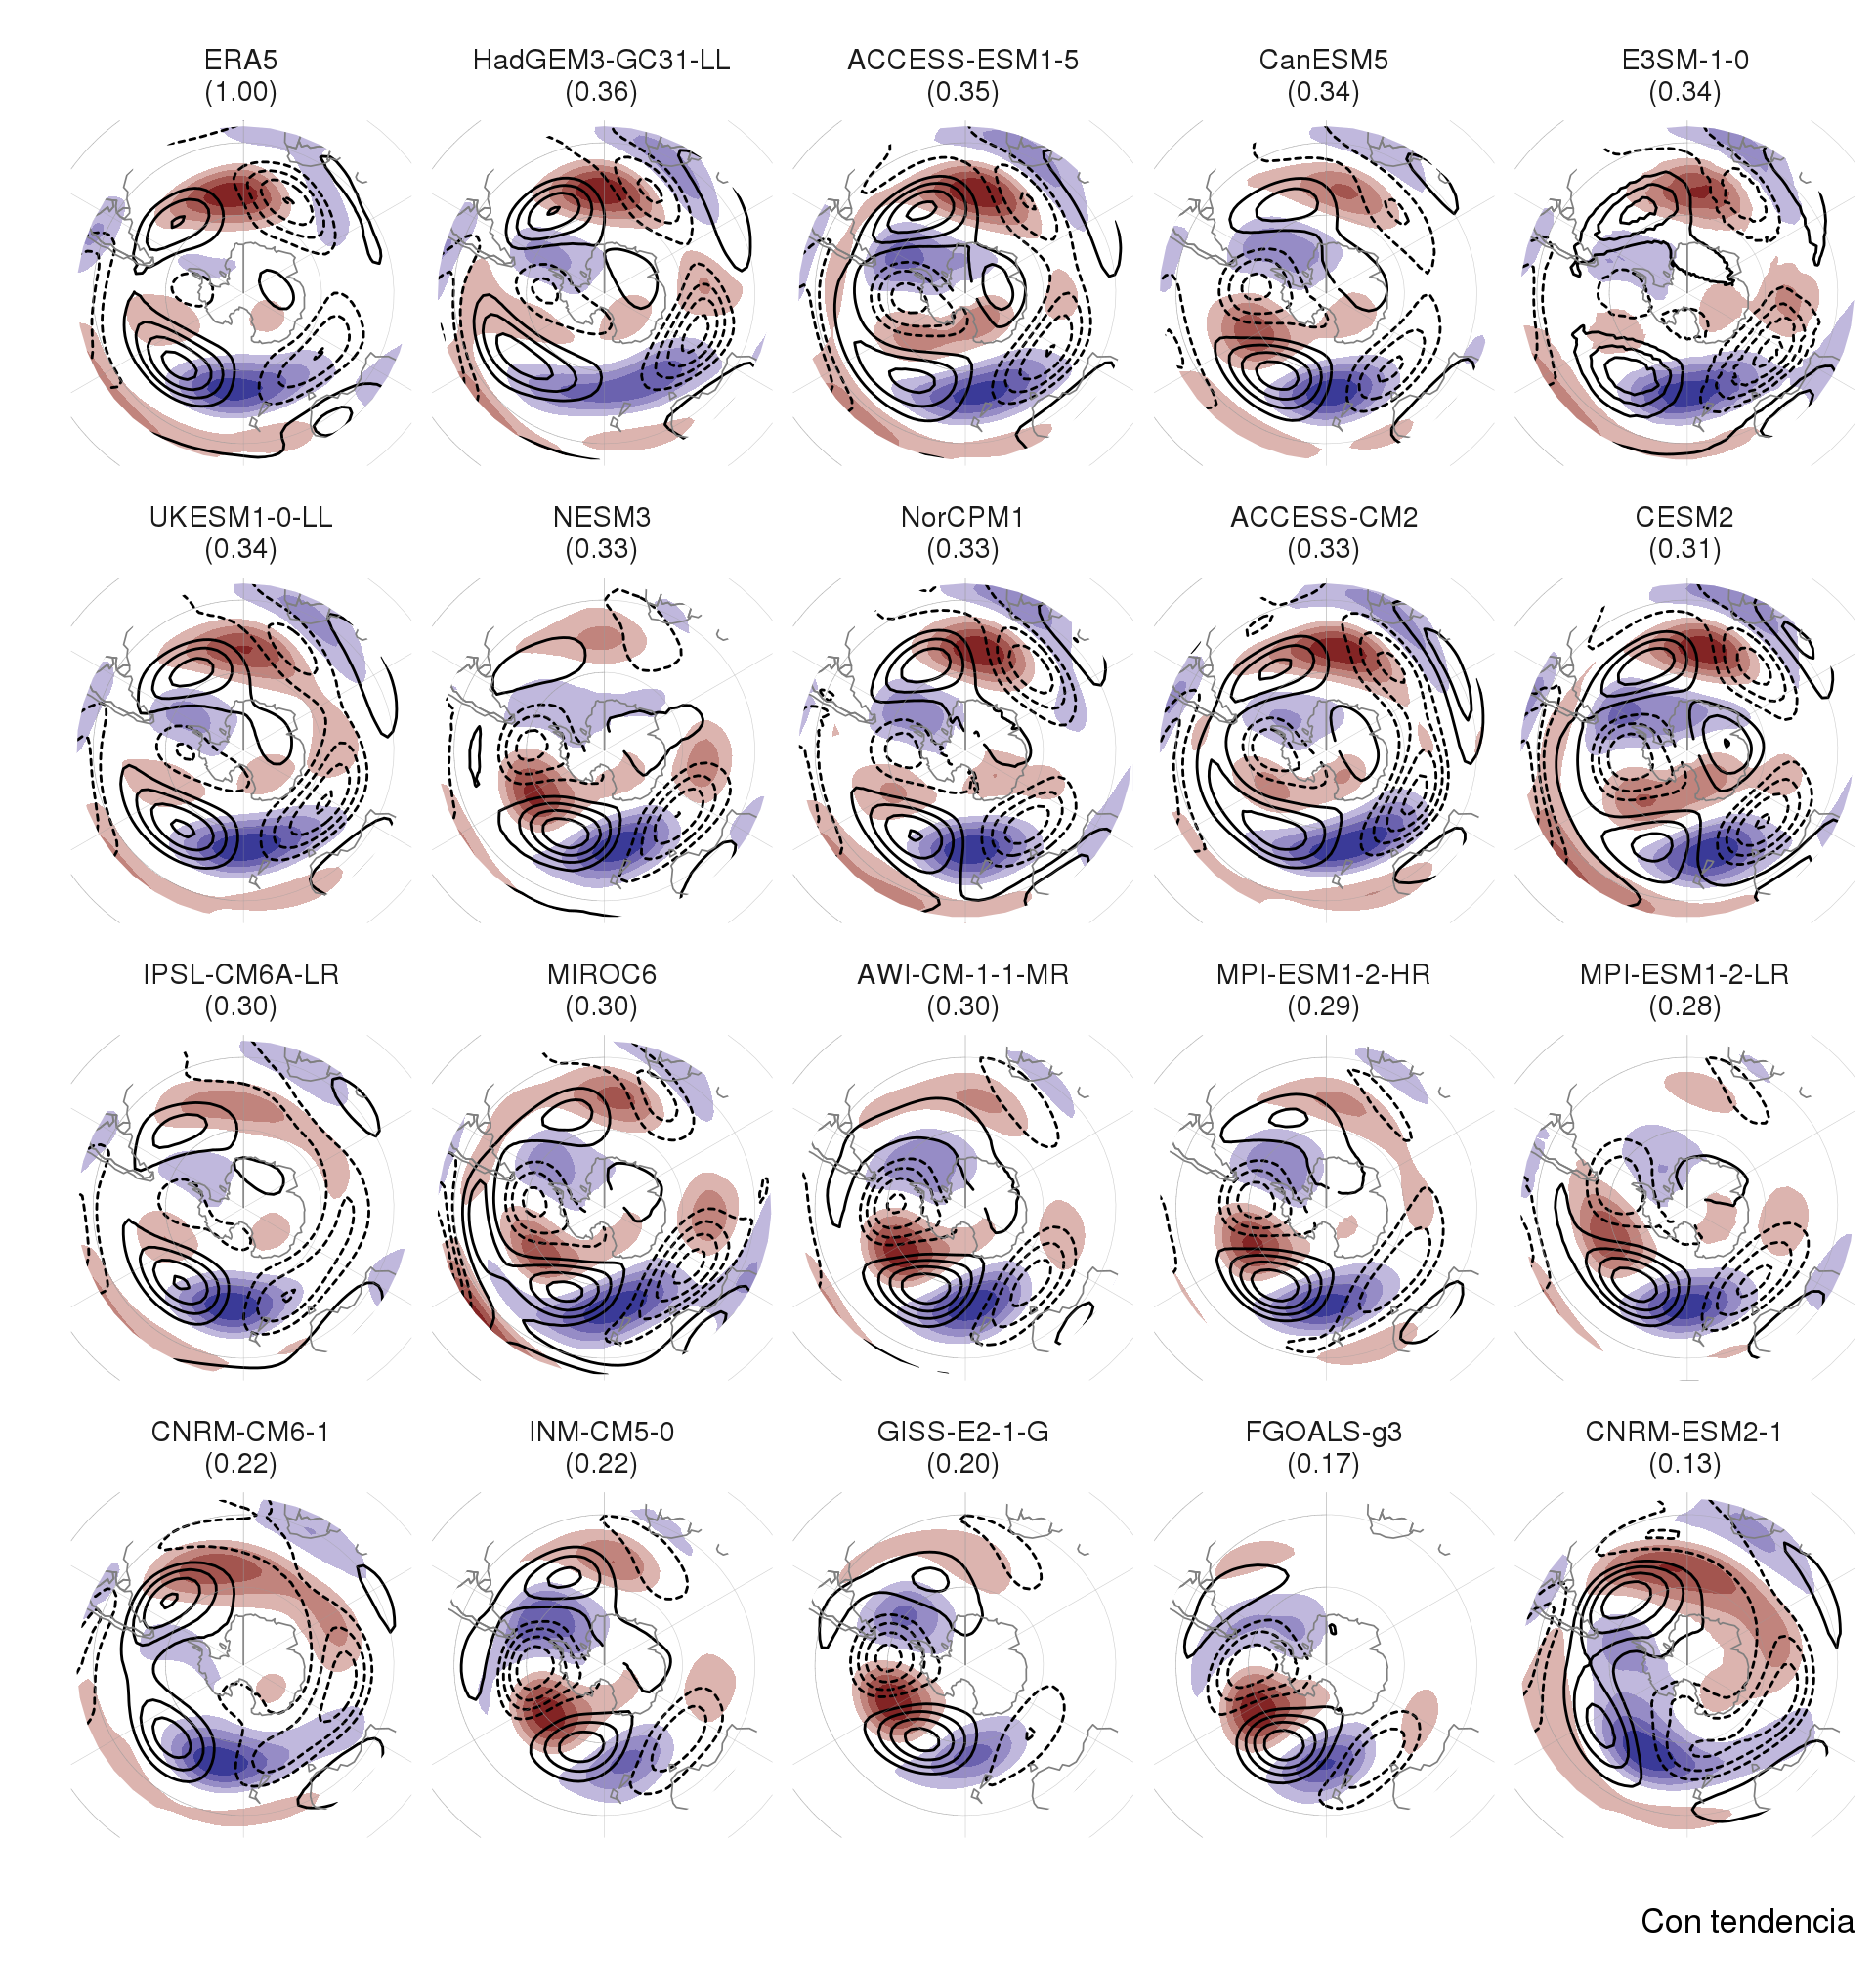 ERA5
(1.00)
HadGEM3-GC31-LL
(0.36)
ACCESS-ESM1-5
(0.35)
CanESM5
(0.34)
E3SM-1-0
(0.34)
UKESM1-0-LL
(0.34)
NESM3
(0.33)
NorCPM1
(0.33)
ACCESS-CM2
(0.33)
CESM2
(0.31)
IPSL-CM6A-LR
(0.30)
MIROC6
(0.30)
AWI-CM-1-1-MR
(0.30)
MPI-ESM1-2-HR
(0.29)
MPI-ESM1-2-LR
(0.28)
CNRM-CM6-1
(0.22)
INM-CM5-0
(0.22)
GISS-E2-1-G
(0.20)
FGOALS-g3
(0.17)
CNRM-ESM2-1
(0.13)
Con tendencia